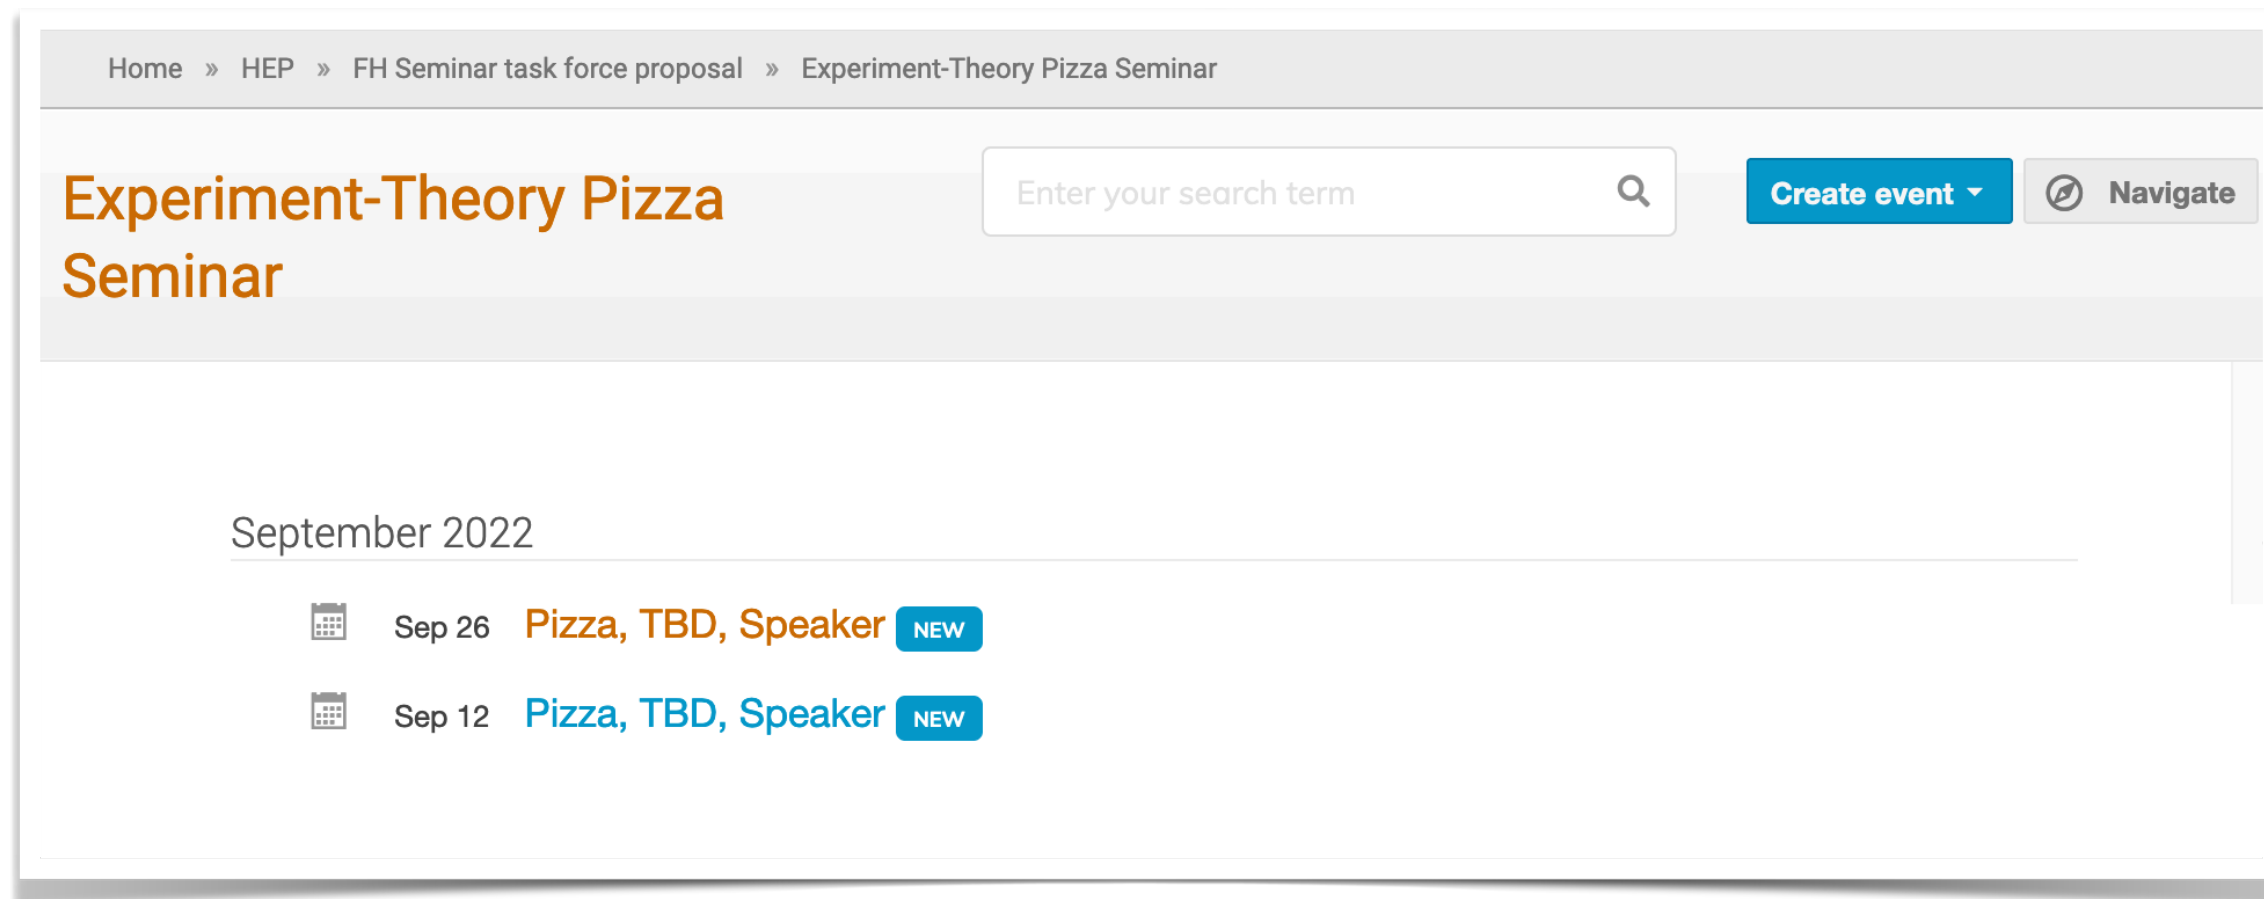 Home » HEP » FH Seminar task force proposal » Experiment-Theory Pizza Seminar
Experiment-Theory Pizza
Seminar
Enter your search term
Create event
Navigate
September 2022
Sep 26 Pizza, TBD, Speaker NEW
Sep 12 Pizza, TBD, Speaker NEW